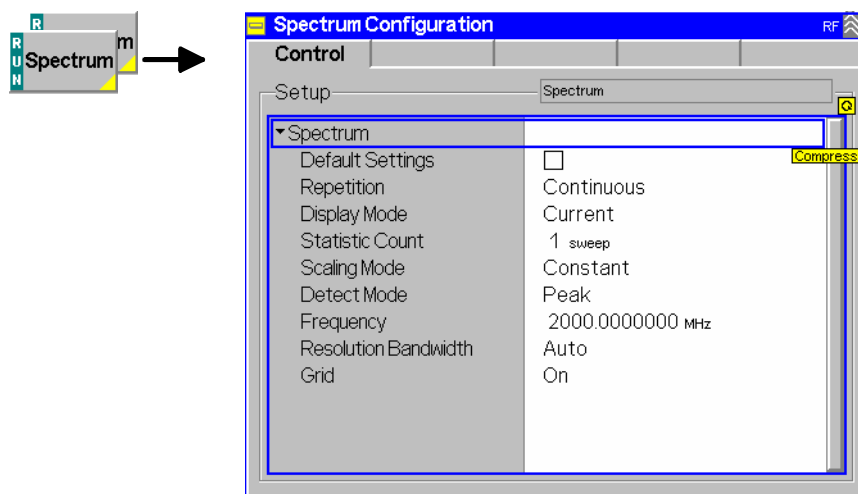 R
m
RUN
Spectrum
Spectrum Configuration
RF
Control
Setup
Spectrum
Spectrum
Compress
Default Settings
Repetition Continuous
Display Mode Current
Statistic Count 1 sweep
Scaling Mode Constant
Detect Mode Peak
Frequency 2000.0000000 MHz
Resolution Bandwidth Auto
Grid On